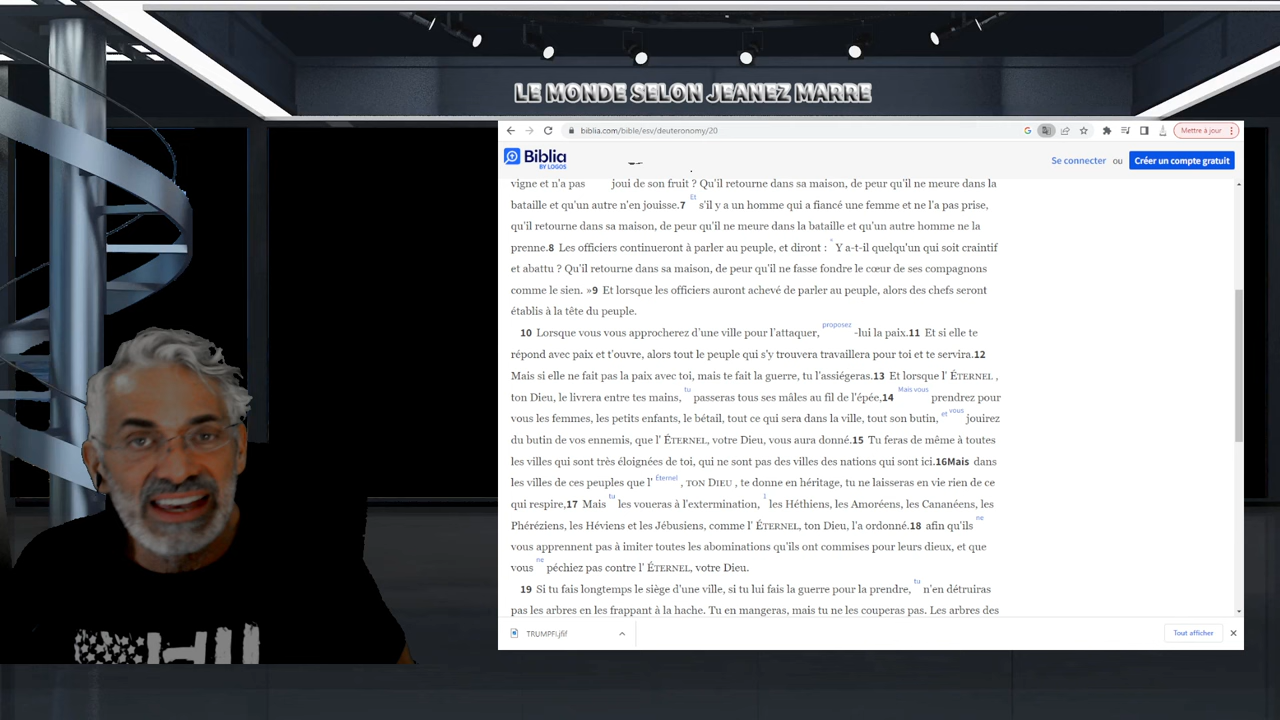 LE MONDE SELON JEANEZ MARRE
biblia.com/bible/esv/deuteronomy/20
Mettre à jour
Biblia
BY LOGOS
Se connecter ou Créer un compte gratuit
vigne et n'a pas joui de son fruit ? Qu'il retourne dans sa maison, de peur qu'il ne meure dans la
bataille et qu'un autre n'en jouisse.7 Et s'il y a un homme qui a fiancé une femme et ne l'a pas prise,
qu'il retourne dans sa maison, de peur qu'il ne meure dans la bataille et qu'un autre homme ne la
prenne.8 Les officiers continueront à parler au peuple, et diront : " Y a-t-il quelqu'un qui soit craintif
et abattu ? Qu'il retourne dans sa maison, de peur qu'il ne fasse fondre le cœur de ses compagnons
comme le sien. »9 Et lorsque les officiers auront achevé de parler au peuple, alors des chefs seront
établis à la tête du peuple.
10 Lorsque vous vous approcherez d'une ville pour l'attaquer, proposez -lui la paix.11 Et si elle te
répond avec paix et t'ouvre, alors tout le peuple qui s'y trouvera travaillera pour toi et te servira.12
Mais si elle ne fait pas la paix avec toi, mais te fait la guerre, tu l'assiégeras.13 Et lorsque l' ÉTERNEL ,
ton Dieu, le livrera entre tes mains, tu passeras tous ses mâles au fil de l'épée,14 Mais vous prendrez pour
vous les femmes, les petits enfants, le bétail, tout ce qui sera dans la ville, tout son butin, et vous jouirez
du butin de vos ennemis, que l' ÉTERNEL, votre Dieu, vous aura donné.15 Tu feras de même à toutes
les villes qui sont très éloignées de toi, qui ne sont pas des villes des nations qui sont ici.16Mais dans
les villes de ces peuples que l' Éternel , TON DIEU , te donne en héritage, tu ne laisseras en vie rien de ce
qui respire,17 Mais tu les voueras à l'extermination, 1 les Héthiens, les Amoréens, les Cananéens, les
Phéréziens, les Héviens et les Jébusiens, comme l' ÉTERNEL, ton Dieu, l'a ordonné.18 afin qu'ils ne
vous apprennent pas à imiter toutes les abominations qu'ils ont commises pour leurs dieux, et que
vous ne péchiez pas contre l' ÉTERNEL, votre Dieu.
19 Si tu fais longtemps le siège d'une ville, si tu lui fais la guerre pour la prendre, tu n'en détruiras
pas les arbres en les frappant à la hache. Tu en mangeras, mais tu ne les couperas pas. Les arbres des
TRUMPFI.jfif
Tout afficher